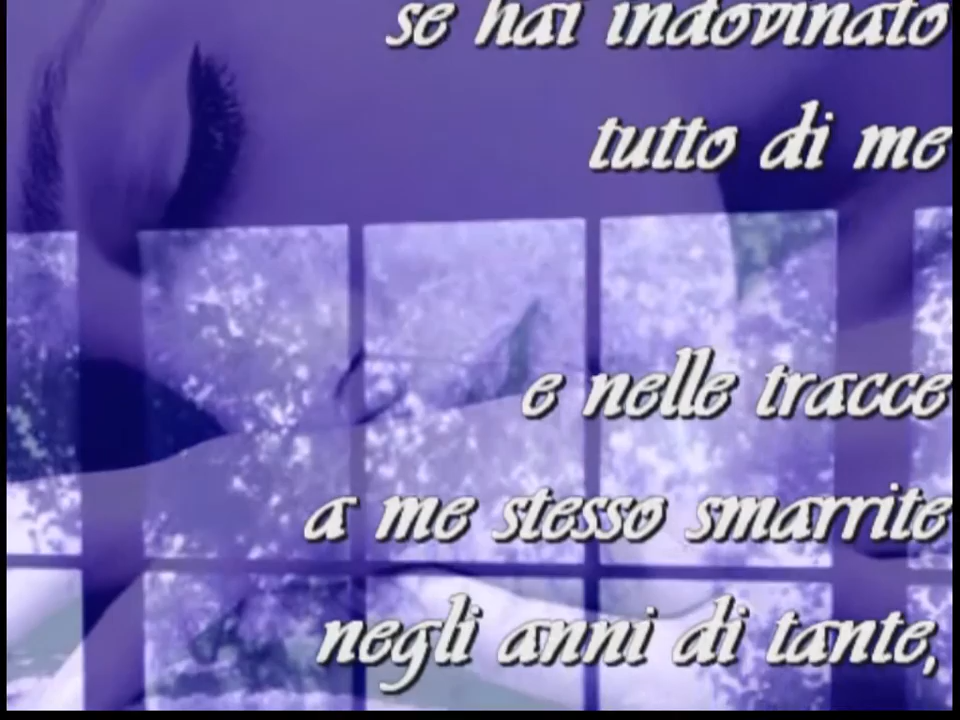 se hai indovinato
tutto di me
e nelle tracce
a me stesso smarrite
negli anni di tante,